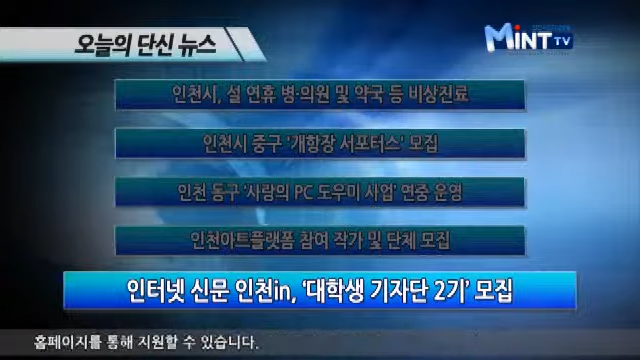 오늘의 단신 뉴스
MiNT TV
인천시, 설 연휴 병·의원 및 약국 등 비상진료
인천시 중구 '개항장 서포터스' 모집
인천 동구 '사람의 PC 도우미 사업' 연중 운영
인천아트플랫폼 참여 작가 및 단체 모집
인터넷 신문 인천in, '대학생 기자단 2기' 모집
홈페이지를 통해 지원할 수 있습니다.